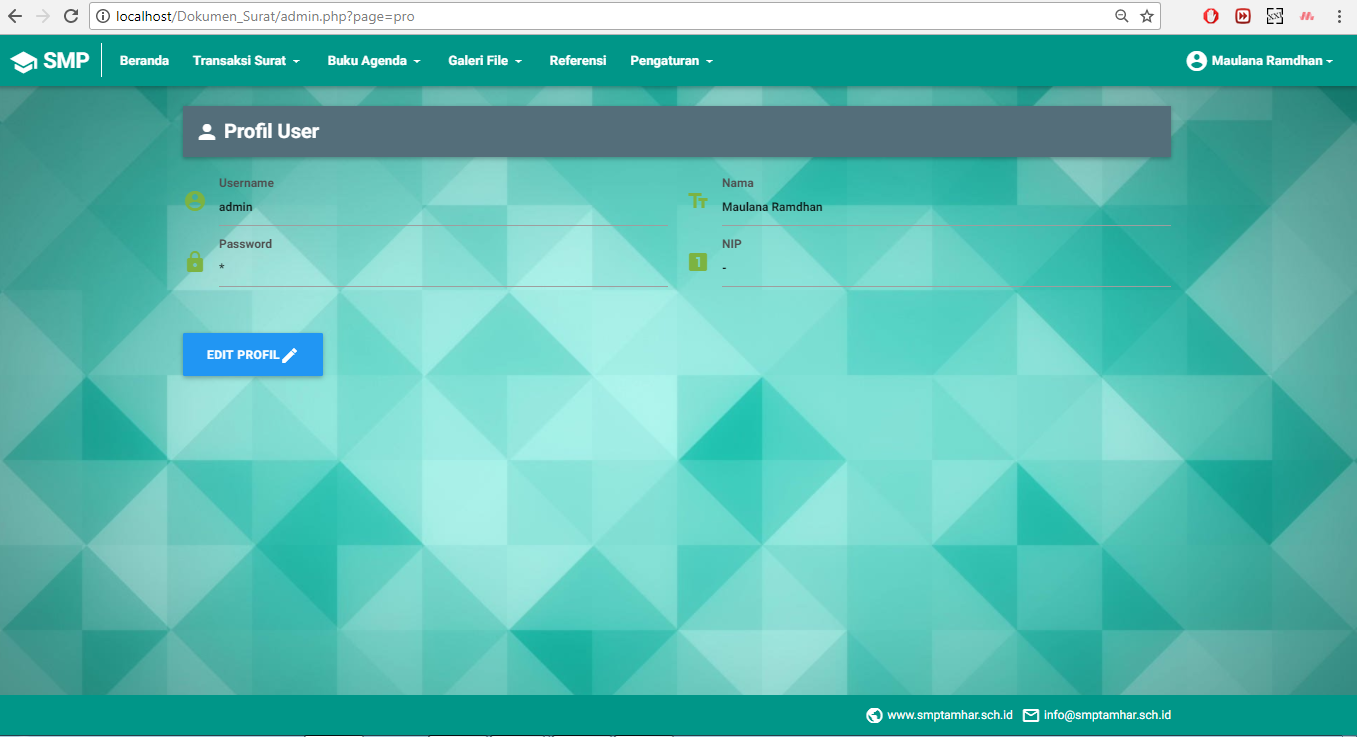 localhost/Dokumen_Surat/admin.php?page=pro
SMP Beranda Transaksi Surat Buku Agenda Galeri File Referensi Pengaturan Maulana Ramdhan
Profil User
Username Nama
admin Maulana Ramdhan
Password NIP
* -
EDIT PROFIL
www.smptamhar.sch.id info@smptamhar.sch.id